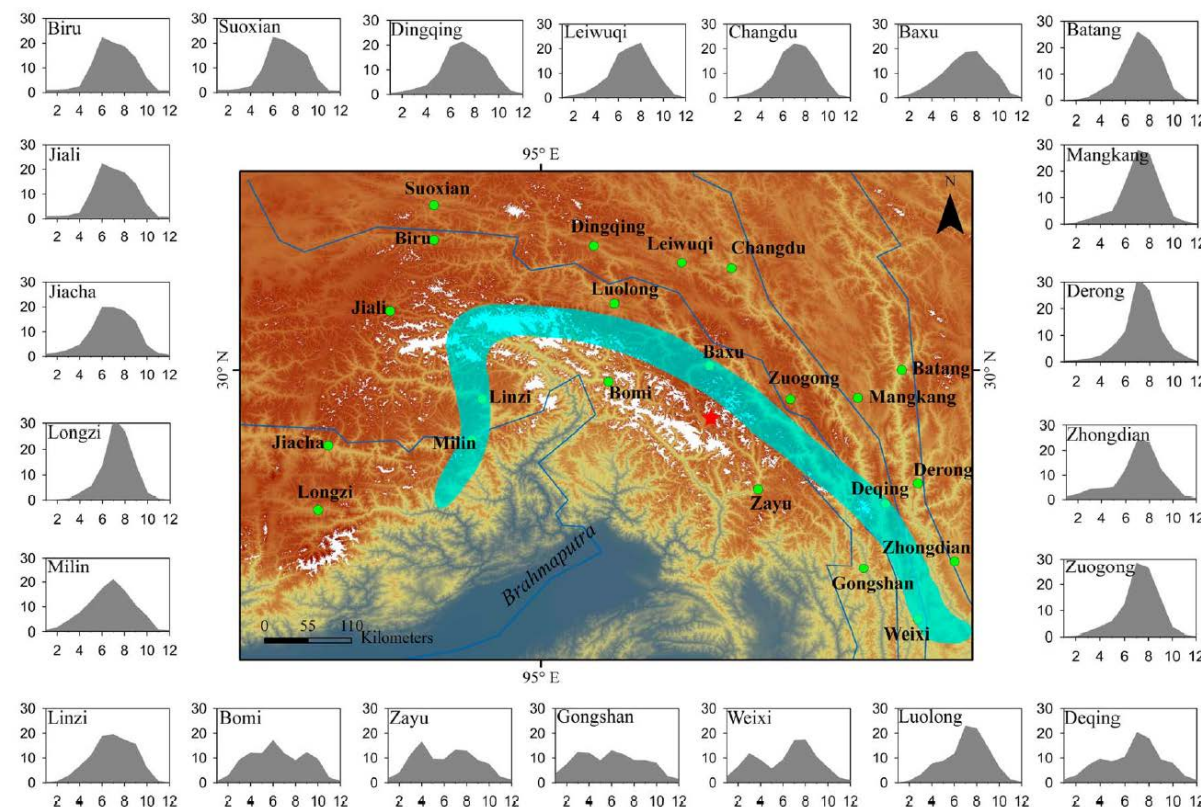 Biru
30
20
10
0
2 4 6 8 10 12
Suoxian
30
20
10
0
2 4 6 8 10 12
Dingqing
30
20
10
0
2 4 6 8 10 12
Leiwuqi
30
20
10
0
2 4 6 8 10 12
Changdu
30
20
10
0
2 4 6 8 10 12
Baxu
30
20
10
0
2 4 6 8 10 12
Batang
30
20
10
0
2 4 6 8 10 12
Jiali
30
20
10
0
2 4 6 8 10 12
Jiacha
30
20
10
0
2 4 6 8 10 12
Longzi
30
20
10
0
2 4 6 8 10 12
Milin
30
20
10
0
2 4 6 8 10 12
95° E
N
Suoxian
Biru
Dingqing
Leiwuqi
Changdu
Jiali
Luolong
30° N
Baxu
30° N
Batang
Linzi
Bomi
Zuogong
Mangkang
Jiacha
Milin
Longzi
Zayu
Deqing
Derong
Brahmaputra
Gongshan
Zhongdian
Weixi
0 55 110
Kilometers
95° E
Mangkang
30
20
10
0
2 4 6 8 10 12
Derong
30
20
10
0
2 4 6 8 10 12
Zhongdian
30
20
10
0
2 4 6 8 10 12
Zuogong
30
20
10
0
2 4 6 8 10 12
Linzi
30
20
10
0
2 4 6 8 10 12
Bomi
30
20
10
0
2 4 6 8 10 12
Zayu
30
20
10
0
2 4 6 8 10 12
Gongshan
30
20
10
0
2 4 6 8 10 12
Weixi
30
20
10
0
2 4 6 8 10 12
Luolong
30
20
10
0
2 4 6 8 10 12
Deqing
30
20
10
0
2 4 6 8 10 12